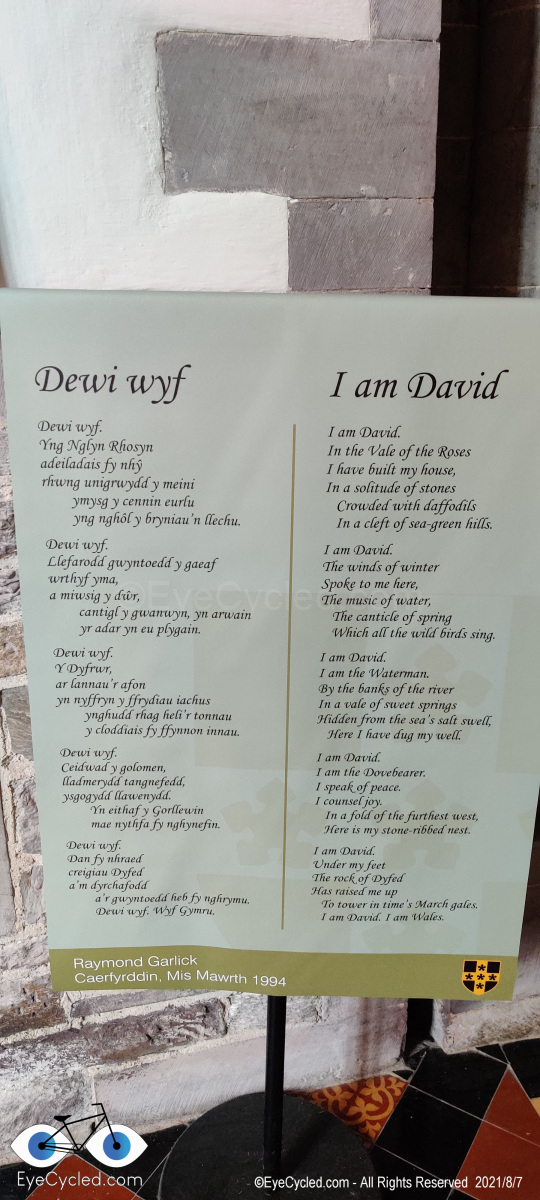 Dewi wyf
Dewi wyf.
Yng Nglyn Rhosyn
adeiladais fy nhŷ
rhwng unigrwydd y meini
ymysg y cennin eurlu
yng nghôl y bryniau'n llechu.
Dewi wyf.
Llefarodd gwyntoedd y gaeaf
wrthyf yma,
a miwsig y dŵr,
cantigl y gwanwyn, yn arwain
yr adar yn eu plygain.
Dewi wyf.
Y Dyfrwr,
ar lannau'r afon
yn nyffryn y ffrydiau iachus
ynghudd rhag heli'r tonnau
y cloddiais fy ffynnon innau.
Dewi wyf.
Ceidwad y golomen,
lladmerydd tangnefedd,
ysgogydd llawenydd.
Yn eithaf y Gorllewin
mae nythfa fy nghynefin.
Dewi wyf.
Dan fy nhraed
creigiau Dyfed
a'm dyrchafodd
a'r gwyntoedd heb fy nghrymu.
Dewi wyf. Wyf Gymru.
I am David
I am David.
In the Vale of the Roses
I have built my house,
In a solitude of stones
Crowded with daffodils
In a cleft of sea-green hills.
I am David.
The winds of winter
Spoke to me here,
The music of water,
The canticle of spring
Which all the wild birds sing.
I am David.
I am the Waterman.
By the banks of the river
In a vale of sweet springs
Hidden from the sea's salt swell,
Here I have dug my well.
I am David.
I am the Dovebearer.
I speak of peace.
I counsel joy.
In a fold of the furthest west,
Here is my stone-ribbed nest.
I am David.
Under my feet
The rock of Dyfed
Has raised me up
To tower in time's March gales.
I am David. I am Wales.
Raymond Garlick
Caerfyrddin, Mis Mawrth 1994
©EyeCycled.com
EyeCycled.com
©EyeCycled.com - All Rights Reserved 2021/8/7